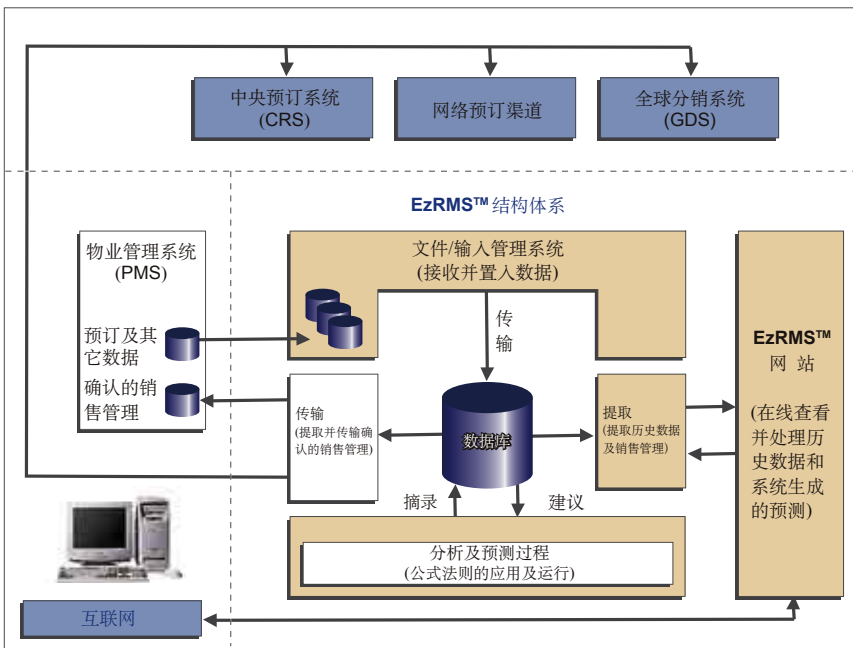 中央预订系统
(CRS)
网络预订渠道
全球分销系统
(GDS)
EzRMS™ 结构体系
物业管理系统
(PMS)
预订及其
它数据
确认的销
售管理
文件/输入管理系统
(接收并置入数据)
传
输
传输
(提取并传输确
认的销售管理)
数据库
提取
(提取历史数据
及销售管理)
摘录
建议
分析及预测过程
(公式法则的应用及运行)
EzRMS™
网 站
(在线查看
并处理历
史数据和
系统生成
的预测)
互联网